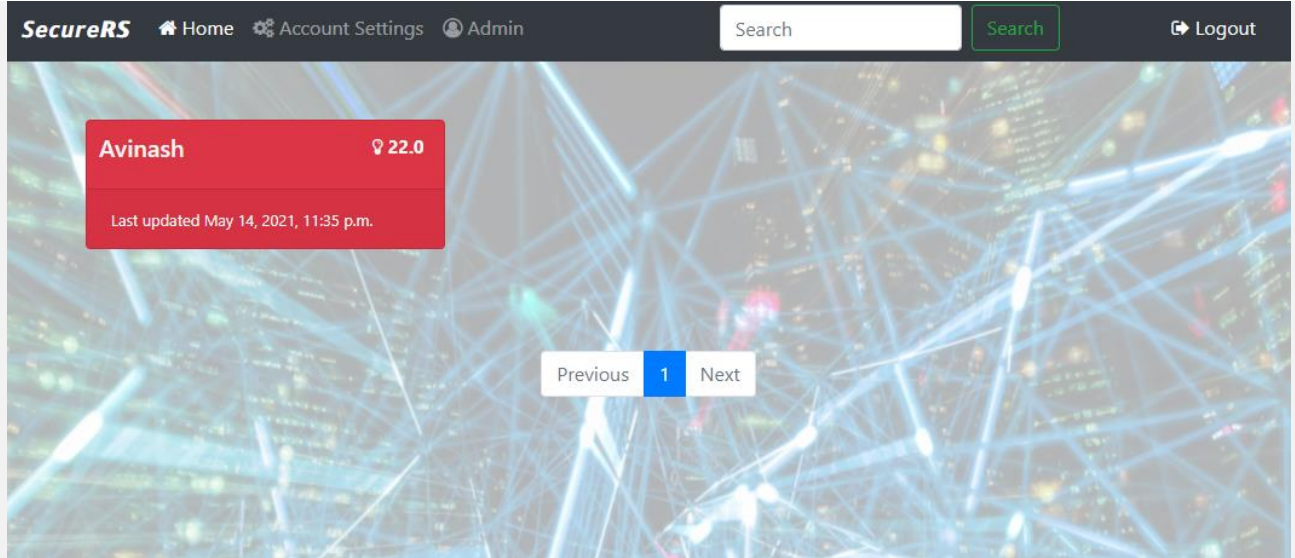 SecureRS Home Account Settings Admin Search Search Logout
Avinash 22.0
Last updated May 14, 2021, 11:35 p.m.
Previous 1 Next